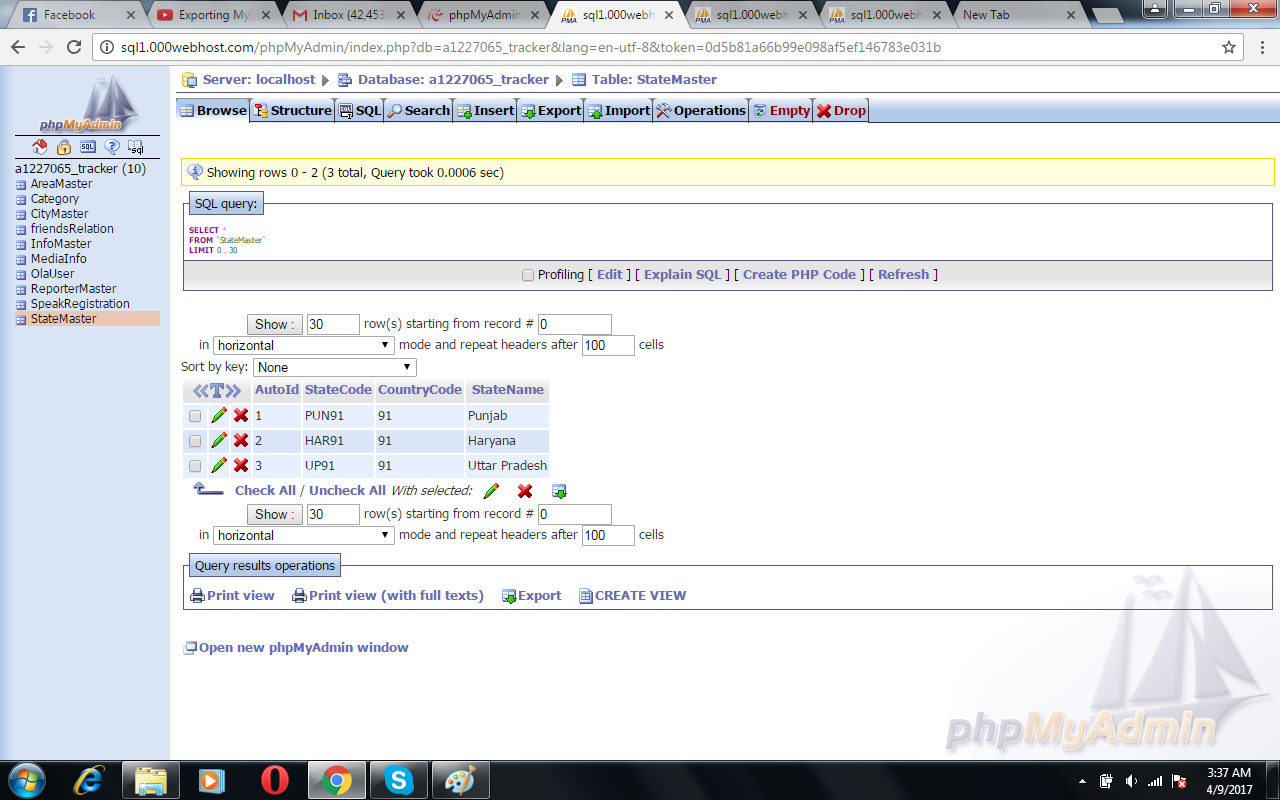 Facebook
Exporting MyS
Inbox (42,453)
phpMyAdmin
sql1.000webh
sql1.000webh
sql1.000webh
New Tab
sql1.000webhost.com/phpMyAdmin/index.php?db=a1227065_tracker&lang=en-utf-8&token=0d5b81a66b99e098af5ef146783e031b
phpMyAdmin
Server: localhost Database: a1227065_tracker Table: StateMaster
Browse Structure SQL Search Insert Export Import Operations Empty Drop
a1227065_tracker (10)
AreaMaster
Category
CityMaster
friendsRelation
InfoMaster
MediaInfo
OlaUser
ReporterMaster
SpeakRegistration
StateMaster
Showing rows 0 - 2 (3 total, Query took 0.0006 sec)
SQL query:
SELECT *
FROM `StateMaster`
LIMIT 0 , 30
Profiling [ Edit ] [ Explain SQL ] [ Create PHP Code ] [ Refresh ]
Show : 30 row(s) starting from record # 0
in horizontal mode and repeat headers after 100 cells
Sort by key: None
AutoId StateCode CountryCode StateName
1 PUN91 91 Punjab
2 HAR91 91 Haryana
3 UP91 91 Uttar Pradesh
Check All / Uncheck All With selected:
Show : 30 row(s) starting from record # 0
in horizontal mode and repeat headers after 100 cells
Query results operations
Print view Print view (with full texts) Export CREATE VIEW
Open new phpMyAdmin window
phpMyAdmin
3:37 AM
4/9/2017